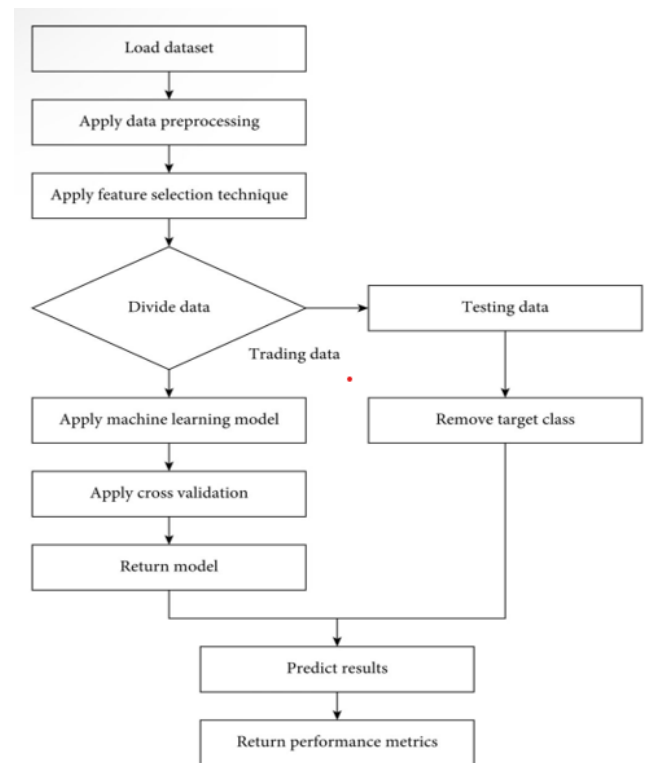 Load dataset
Apply data preprocessing
Apply feature selection technique
Divide data
Testing data
Trading data
Apply machine learning model
Remove target class
Apply cross validation
Return model
Predict results
Return performance metrics